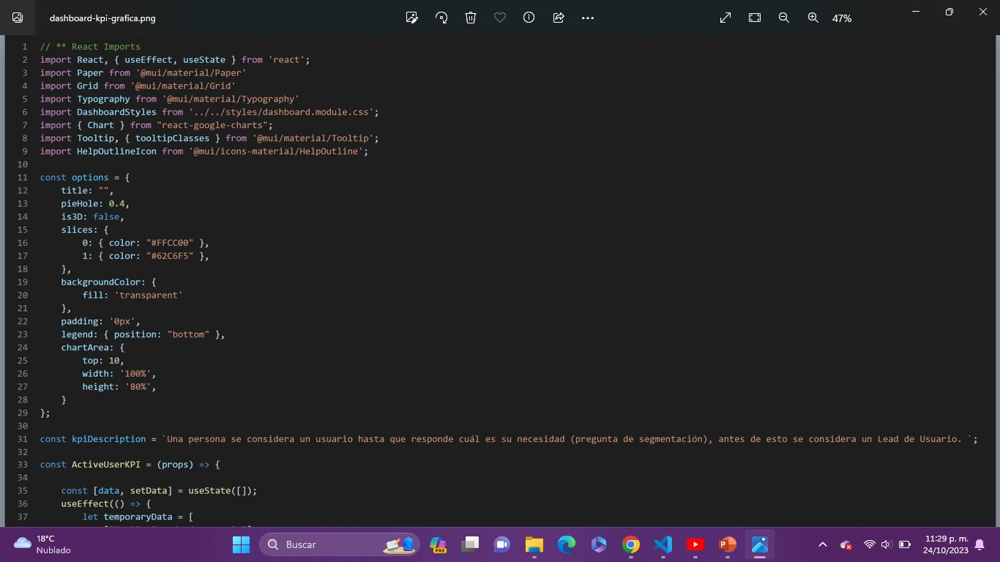 dashboard-kpi-grafica.png
47%
1 // ** React Imports
2 import React, { useEffect, useState } from 'react';
3 import Paper from '@mui/material/Paper'
4 import Grid from '@mui/material/Grid'
5 import Typography from '@mui/material/Typography'
6 import DashboardStyles from '../../styles/dashboard.module.css';
7 import { Chart } from "react-google-charts";
8 import Tooltip, { tooltipClasses } from '@mui/material/Tooltip';
9 import HelpOutlineIcon from '@mui/icons-material/HelpOutline';
10
11 const options = {
12     title: "",
13     pieHole: 0.4,
14     is3D: false,
15     slices: {
16         0: { color: "#FFCC00" },
17         1: { color: "#62C6F5" },
18     },
19     backgroundColor: {
20         fill: 'transparent'
21     },
22     padding: '0px',
23     legend: { position: "bottom" },
24     chartArea: {
25         top: 10,
26         width: '100%',
27         height: '80%',
28     }
29 };
30
31 const kpiDescription = `Una persona se considera un usuario hasta que responde cuál es su necesidad (pregunta de segmentación), antes de esto se considera un Lead de Usuario. `;
32
33 const ActiveUserKPI = (props) => {
34
35     const [data, setData] = useState([]);
36     useEffect(() => {
37         let temporaryData = [
18°C
Nublado
Buscar
PRE
11:29 p. m.
24/10/2023